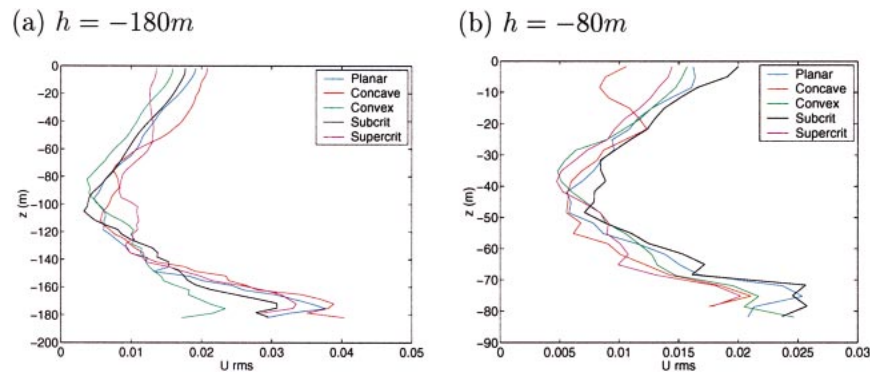 (a) h = −180m
0
−20
−40
−60
−80
−100
−120
−140
−160
−180
−200
z (m)
0
0.01
0.02
0.03
0.04
0.05
U rms
Planar
Concave
Convex
Subcrit
Supercrit
(b) h = −80m
0
−10
−20
−30
−40
−50
−60
−70
−80
−90
z (m)
0
0.005
0.01
0.015
0.02
0.025
0.03
U rms
Planar
Concave
Convex
Subcrit
Supercrit